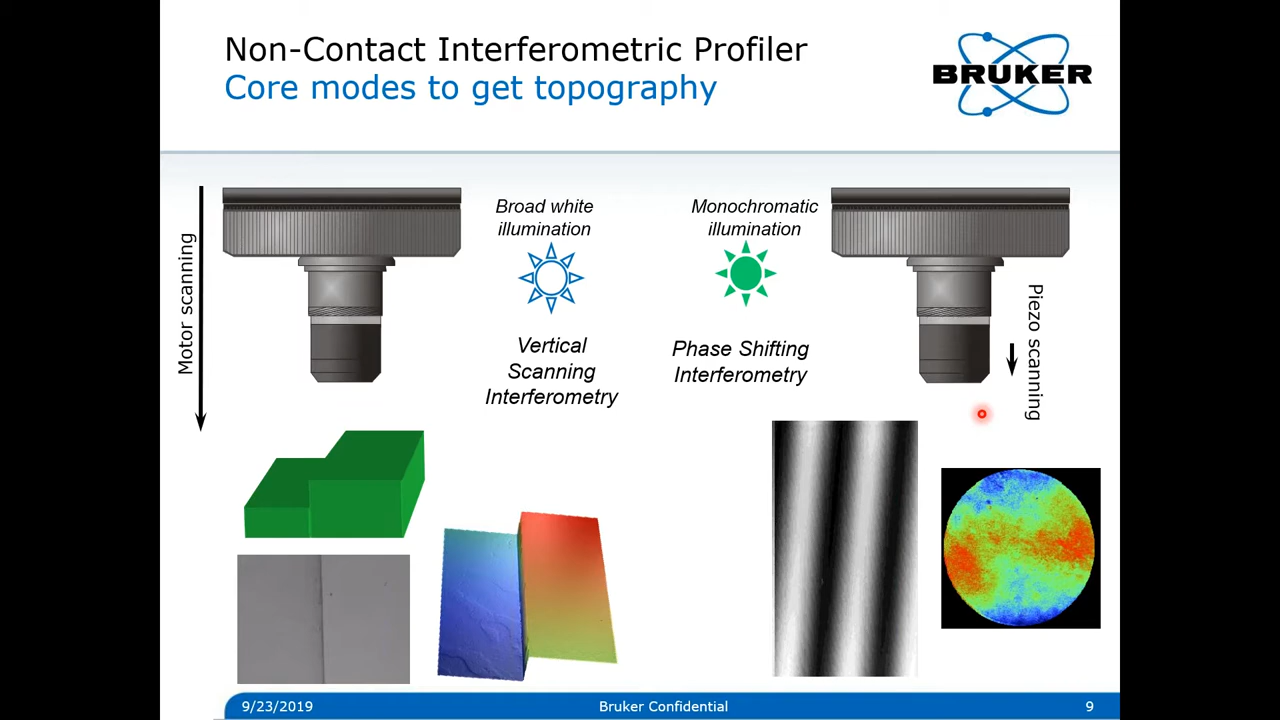 Non-Contact Interferometric Profiler
Core modes to get topography
BRUKER
Motor scanning
Broad white
illumination
Vertical
Scanning
Interferometry
Monochromatic
illumination
Phase Shifting
Interferometry
Piezo scanning
9/23/2019
Bruker Confidential
9